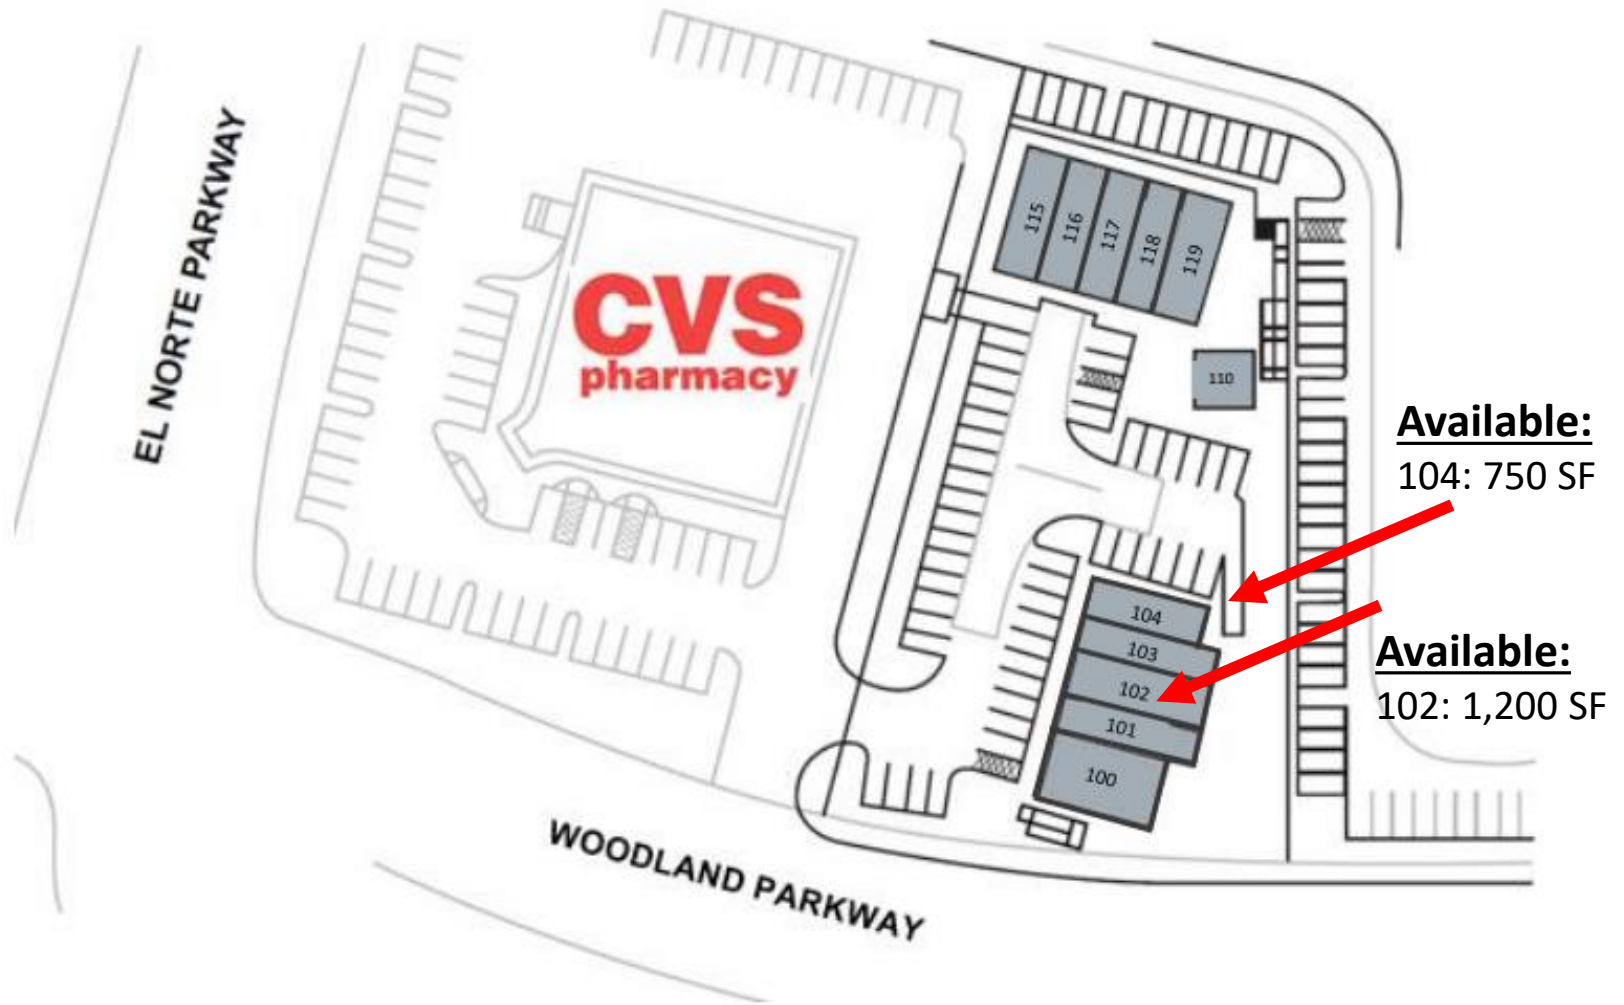 EL NORTE PARKWAY
CVS
pharmacy
115
116
117
118
119
110
Available:
104: 750 SF
104
103
102
101
100
Available:
102: 1,200 SF
WOODLAND PARKWAY